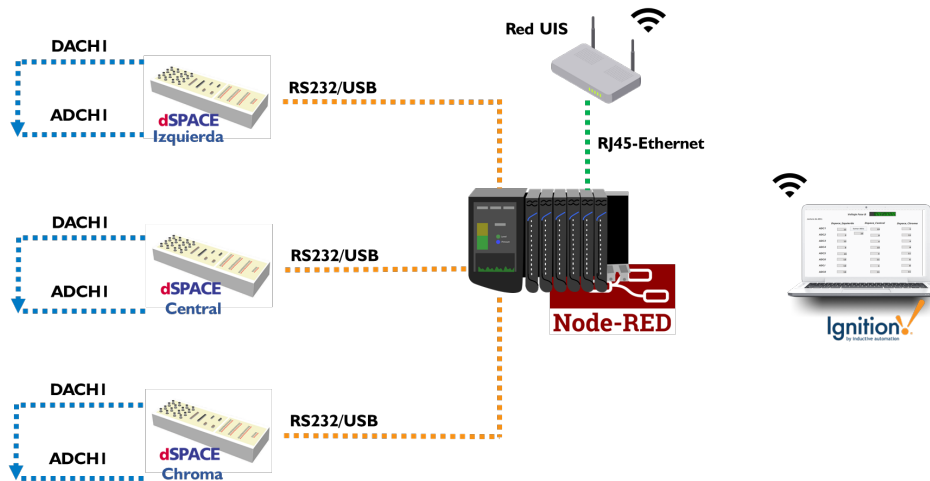 DACH1
ADCH1
dSPACE
Izquierda
RS232/USB
Red UIS
RJ45-Ethernet
DACH1
ADCH1
dSPACE
Central
RS232/USB
Node-RED
Ignition!
by inductive automation
DACH1
ADCH1
dSPACE
Chroma
RS232/USB